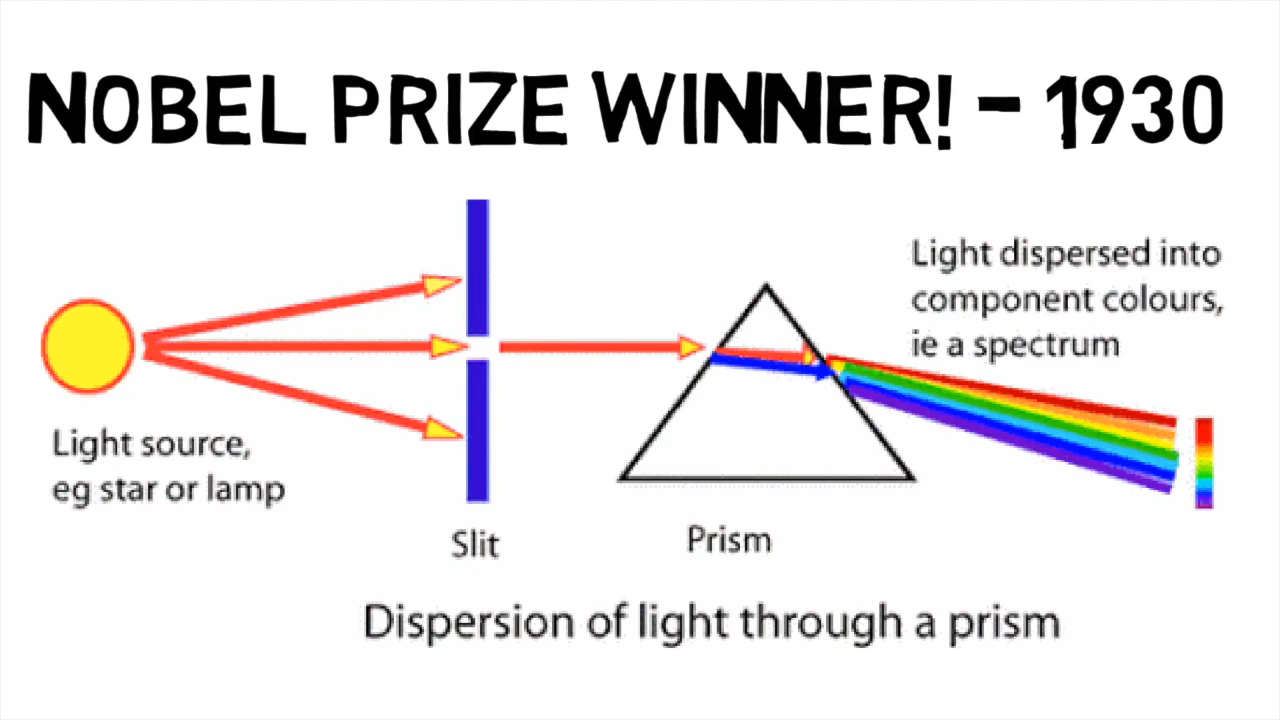 NOBEL PRIZE WINNER! - 1930
Light dispersed into
component colours,
ie a spectrum
Light source,
eg star or lamp
Slit
Prism
Dispersion of light through a prism